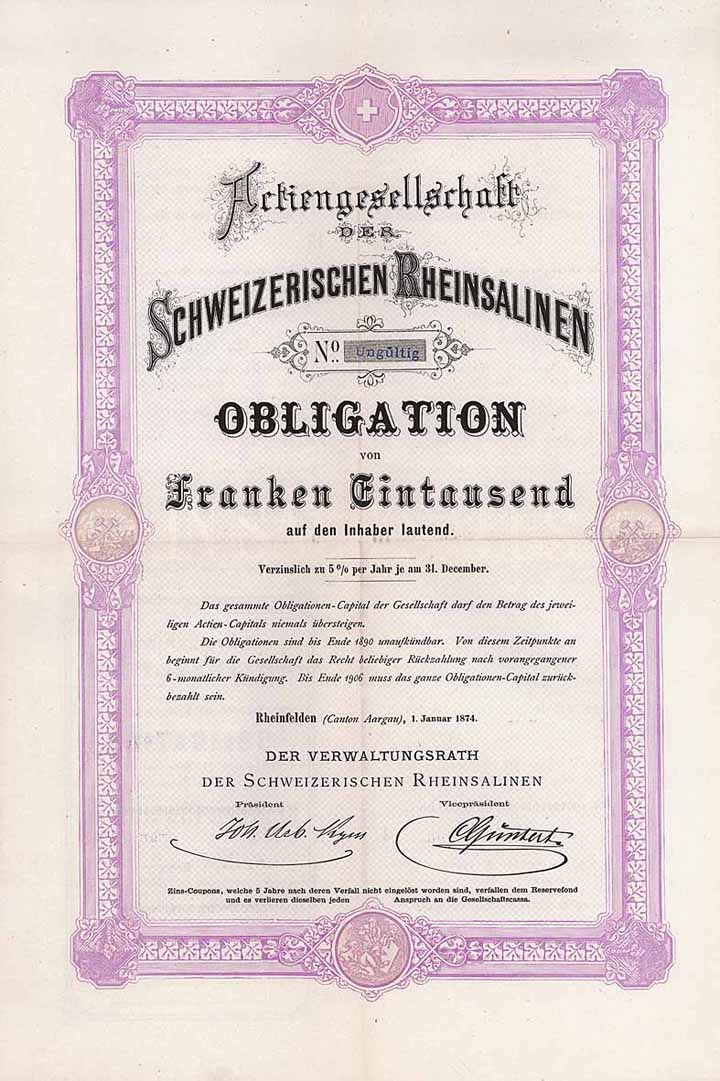 Actiengesellschaft
DER
SCHWEIZERISCHEN RHEINSALINEN
No. Ungültig
OBLIGATION
von
Franken Eintausend
auf den Inhaber lautend.
Verzinslich zu 5% per Jahr je am 31. December.
Das gesammte Obligationen-Capital der Gesellschaft darf den Betrag des jewei-
ligen Actien-Capitals niemals übersteigen.
Die Obligationen sind bis Ende 1890 unaufkündbar. Von diesem Zeitpunkte an
beginnt für die Gesellschaft das Recht beliebiger Rückzahlung nach vorangegangener
6-monatlicher Kündigung. Bis Ende 1906 muss das ganze Obligationen-Capital zurück-
bezahlt sein.
Rheinfelden (Canton Aargau), 1. Januar 1874.
DER VERWALTUNGSRATH
DER SCHWEIZERISCHEN RHEINSALINEN
Präsident Vicepräsident
Joh. Urb. Kym CGüntert
Zins-Coupons, welche 5 Jahre nach deren Verfall nicht eingelöst worden sind, verfallen dem Reservefond
und es verlieren dieselben jeden Anspruch an die Gesellschaftscassa.